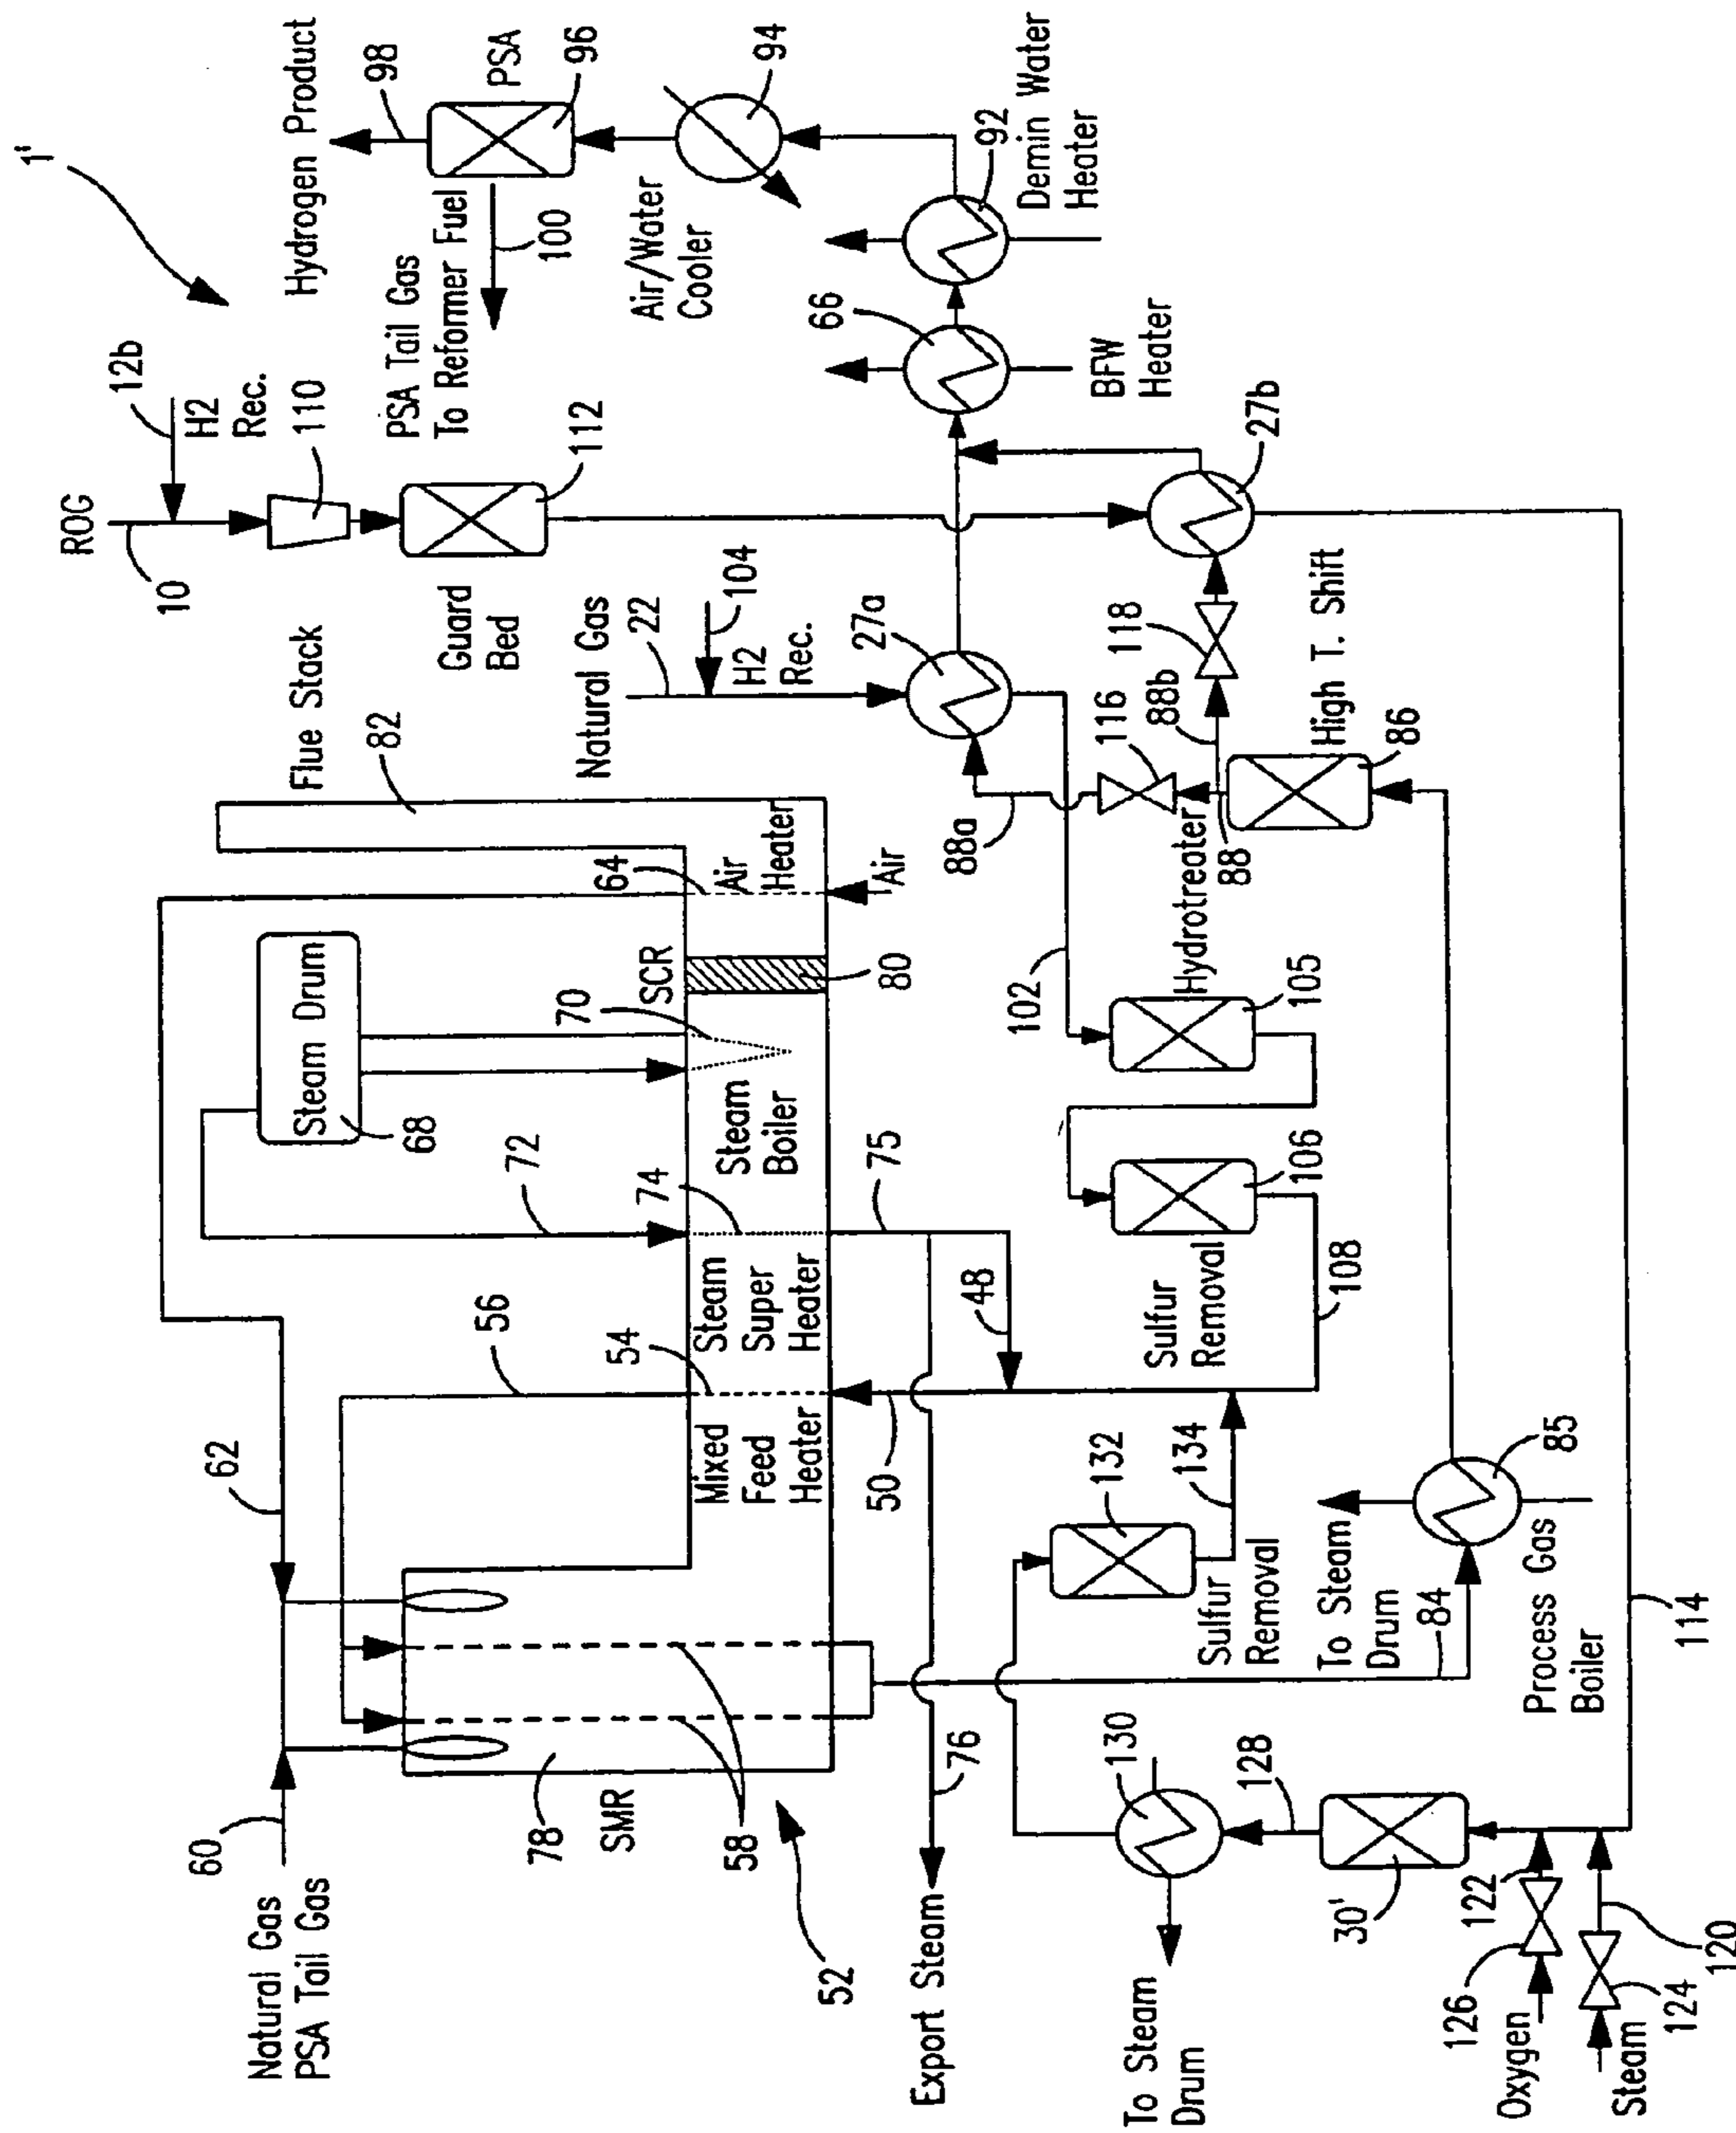 1'
Hydrogen Product
98
PSA
96
94
PSA Tail Gas
To Reformer Fuel
100
Air/Water
Cooler
92
Demin Water
Heater
66
BFW
Heater
ROG
10
12b
H2
Rec.
110
112
Guard
Bed
27b
Flue Stack
82
Natural Gas
22
104
H2
Rec.
27a
118
88b
116
88a
88
High T. Shift
86
Air
Heater
64
Air
SCR
80
70
Steam Drum
68
Steam
Boiler
72
74
75
Steam
Super
Heater
56
54
Mixed
Feed
Heater
62
50
48
102
Hydrotreater
105
106
Sulfur
Removal
108
132
134
Sulfur
Removal
To Steam
Drum
84
85
Process Gas
Boiler
114
60
Natural Gas
PSA Tail Gas
78
SMR
58
52
76
Export Steam
130
To Steam
Drum
128
30'
122
126
Oxygen
120
124
Steam